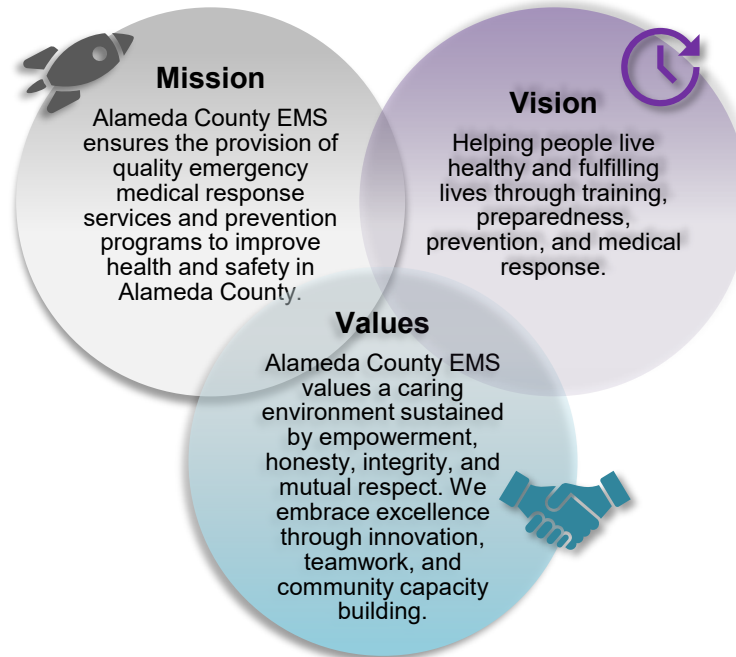 Mission
Alameda County EMS
ensures the provision of
quality emergency
medical response
services and prevention
programs to improve
health and safety in
Alameda County.
Vision
Helping people live
healthy and fulfilling
lives through training,
preparedness,
prevention, and medical
response.
Values
Alameda County EMS
values a caring
environment sustained
by empowerment,
honesty, integrity, and
mutual respect. We
embrace excellence
through innovation,
teamwork, and
community capacity
building.